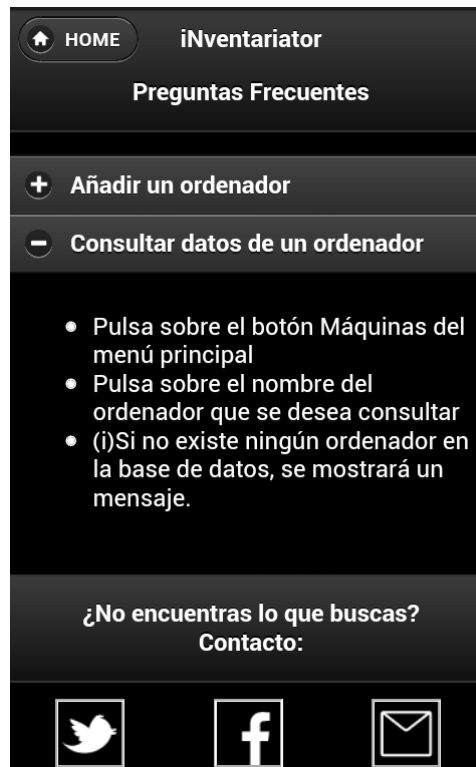 HOME
iNventariator
Preguntas Frecuentes
Añadir un ordenador
Consultar datos de un ordenador
Pulsa sobre el botón Máquinas del
menú principal
Pulsa sobre el nombre del
ordenador que se desea consultar
(i)Si no existe ningún ordenador en
la base de datos, se mostrará un
mensaje.
¿No encuentras lo que buscas?
Contacto: